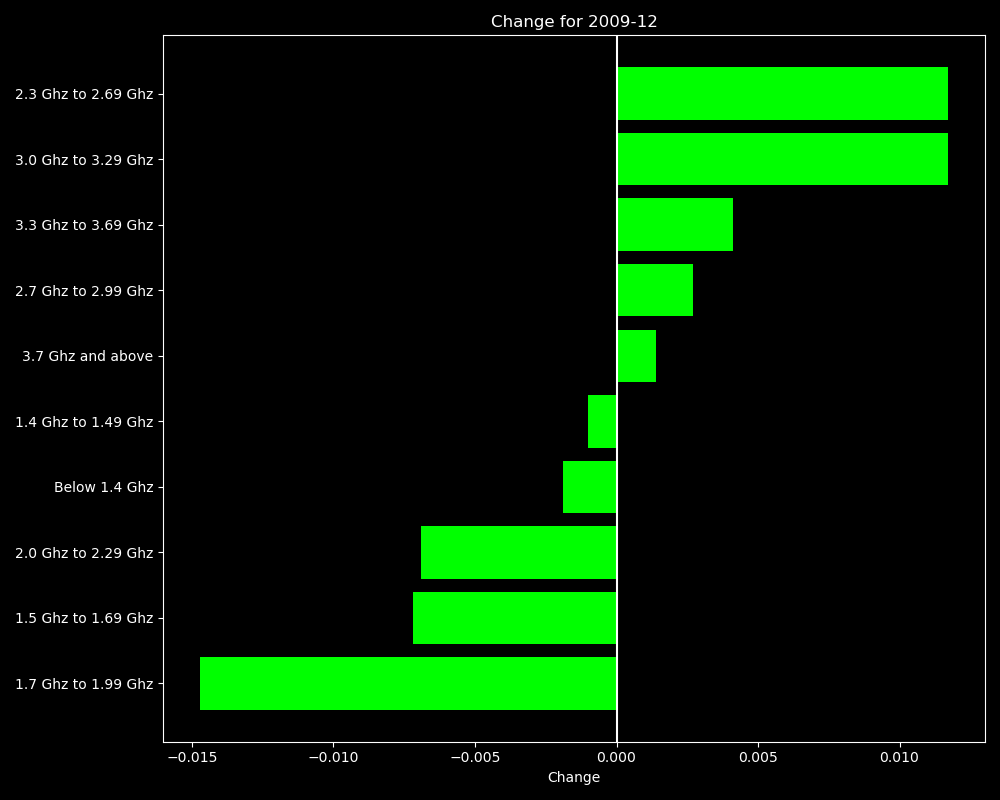 Change for 2009-12
2.3 Ghz to 2.69 Ghz
3.0 Ghz to 3.29 Ghz
3.3 Ghz to 3.69 Ghz
2.7 Ghz to 2.99 Ghz
3.7 Ghz and above
1.4 Ghz to 1.49 Ghz
Below 1.4 Ghz
2.0 Ghz to 2.29 Ghz
1.5 Ghz to 1.69 Ghz
1.7 Ghz to 1.99 Ghz
−0.015 −0.010 −0.005 0.000 0.005 0.010
Change